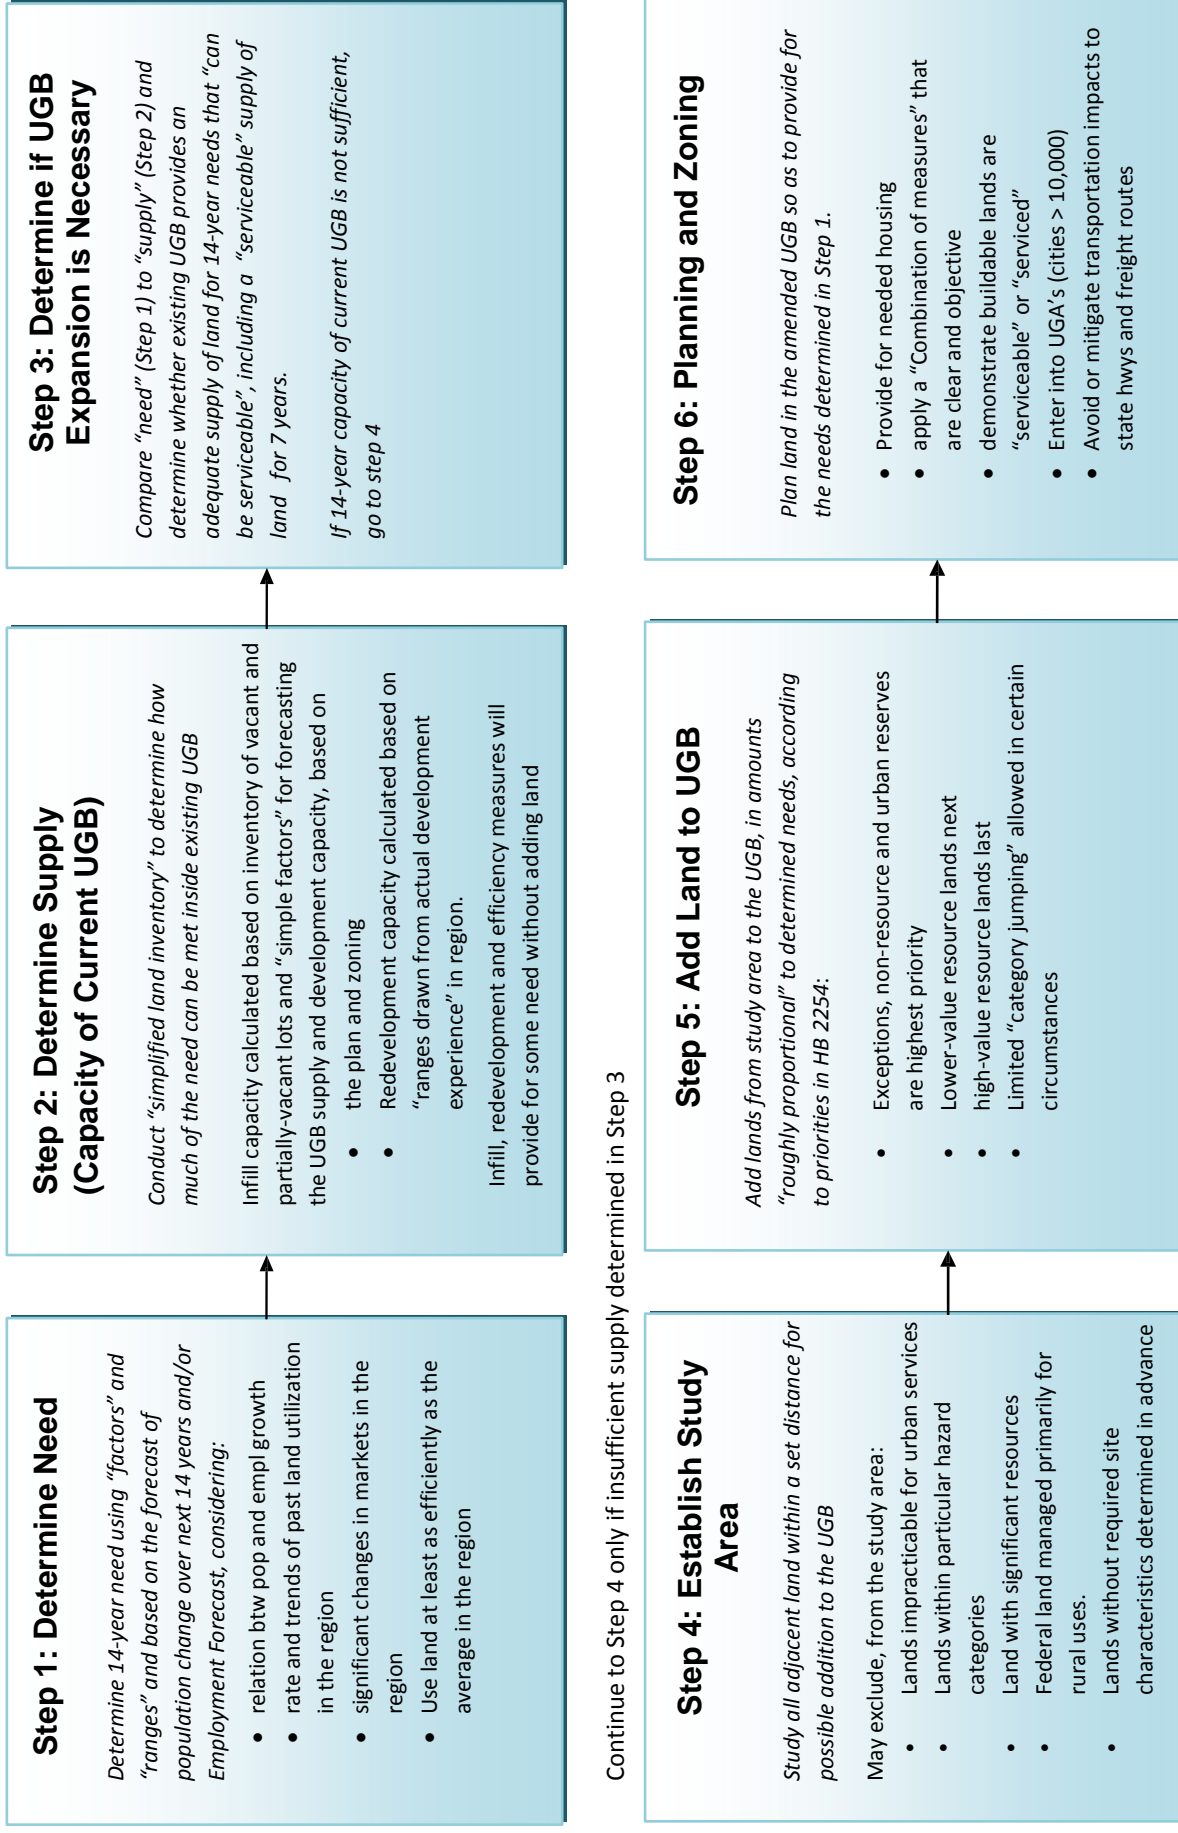 Step 1: Determine Need
Determine 14-year need using “factors” and
“ranges” and based on the forecast of
population change over next 14 years and/or
Employment Forecast, considering:
• relation btw pop and empl growth
• rate and trends of past land utilization
in the region
• significant changes in markets in the
region
• Use land at least as efficiently as the
average in the region
Step 2: Determine Supply
(Capacity of Current UGB)
Conduct “simplified land inventory” to determine how
much of the need can be met inside existing UGB
Infill capacity calculated based on inventory of vacant and
partially-vacant lots and “simple factors” for forecasting
the UGB supply and development capacity, based on
• the plan and zoning
• Redevelopment capacity calculated based on
“ranges drawn from actual development
experience” in region.
Infill, redevelopment and efficiency measures will
provide for some need without adding land
Step 3: Determine if UGB
Expansion is Necessary
Compare “need” (Step 1) to “supply” (Step 2) and
determine whether existing UGB provides an
adequate supply of land for 14-year needs that “can
be serviceable”, including a “serviceable” supply of
land for 7 years.
If 14-year capacity of current UGB is not sufficient,
go to step 4
Continue to Step 4 only if insufficient supply determined in Step 3
Step 4: Establish Study
Area
Study all adjacent land within a set distance for
possible addition to the UGB
May exclude, from the study area:
• Lands impracticable for urban services
• Lands within particular hazard
categories
• Land with significant resources
• Federal land managed primarily for
rural uses.
• Lands without required site
characteristics determined in advance
Step 5: Add Land to UGB
Add lands from study area to the UGB, in amounts
“roughly proportional” to determined needs, according
to priorities in HB 2254:
• Exceptions, non-resource and urban reserves
are highest priority
• Lower-value resource lands next
• high-value resource lands last
• Limited “category jumping” allowed in certain
circumstances
Step 6: Planning and Zoning
Plan land in the amended UGB so as to provide for
the needs determined in Step 1.
• Provide for needed housing
• apply a “Combination of measures” that
are clear and objective
• demonstrate buildable lands are
“serviceable” or “serviced”
• Enter into UGA’s (cities > 10,000)
• Avoid or mitigate transportation impacts to
state hwys and freight routes